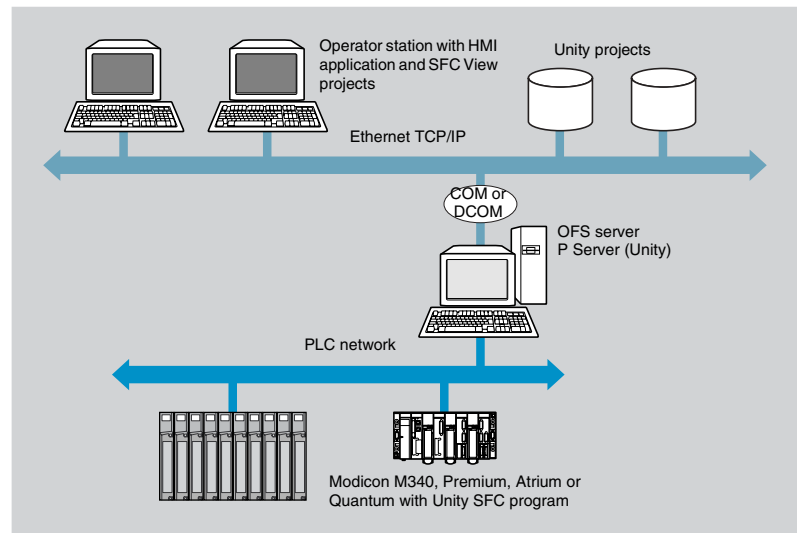 Operator station with HMI
application and SFC View
projects
Unity projects
Ethernet TCP/IP
COM or
DCOM
OFS server
P Server (Unity)
PLC network
Modicon M340, Premium, Atrium or
Quantum with Unity SFC program